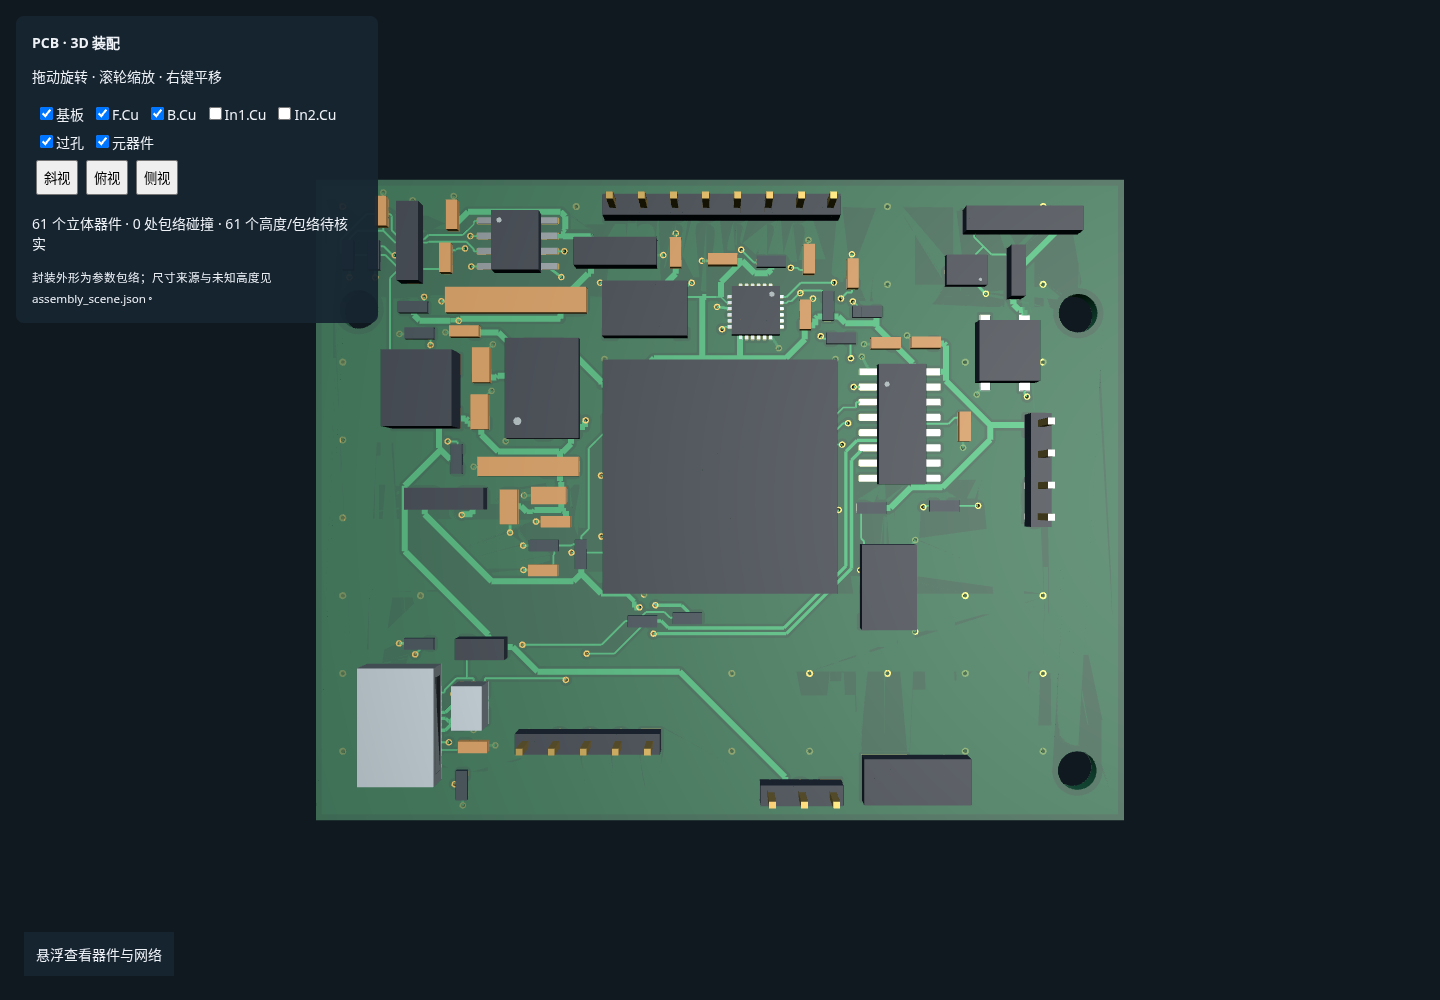 PCB · 3D 装配
拖动旋转 · 滚轮缩放 · 右键平移
基板 F.Cu B.Cu In1.Cu In2.Cu
过孔 元器件
斜视 俯视 侧视
61 个立体器件 · 0 处包络碰撞 · 61 个高度/包络待核
实
封装外形为参数包络；尺寸来源与未知高度见
assembly_scene.json。
悬浮查看器件与网络